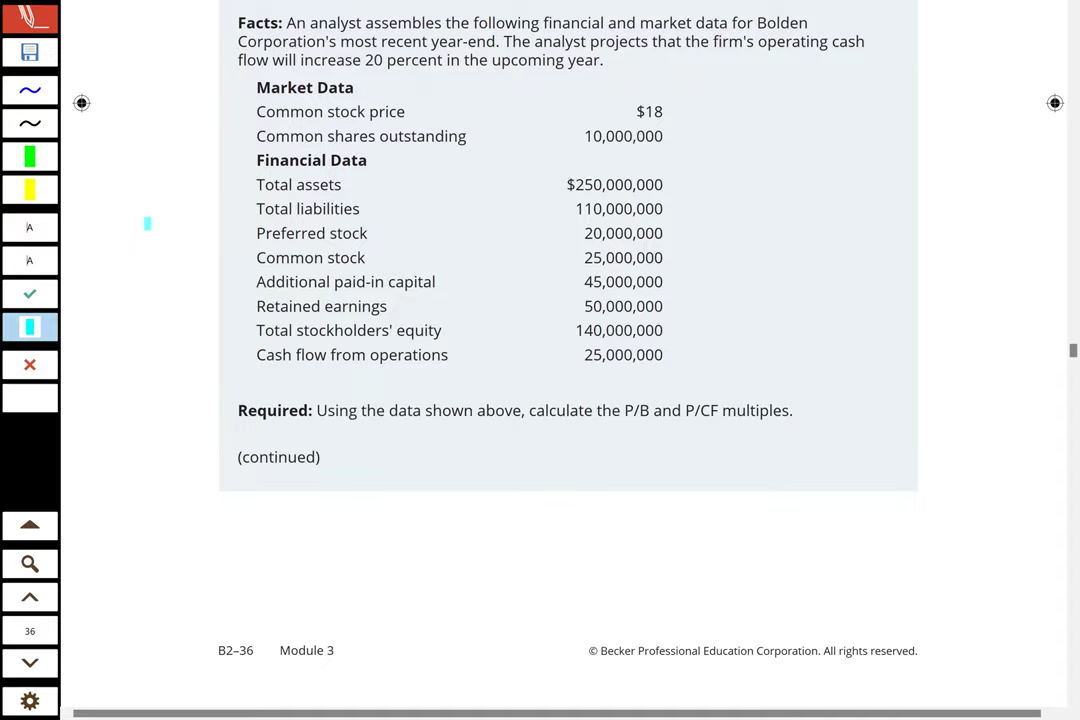 Facts: An analyst assembles the following financial and market data for Bolden
Corporation's most recent year-end. The analyst projects that the firm's operating cash
flow will increase 20 percent in the upcoming year.
Market Data
Common stock price $18
Common shares outstanding 10,000,000
Financial Data
Total assets $250,000,000
Total liabilities 110,000,000
Preferred stock 20,000,000
Common stock 25,000,000
Additional paid-in capital 45,000,000
Retained earnings 50,000,000
Total stockholders' equity 140,000,000
Cash flow from operations 25,000,000
Required: Using the data shown above, calculate the P/B and P/CF multiples.
(continued)
B2–36 Module 3 © Becker Professional Education Corporation. All rights reserved.
A
A
36